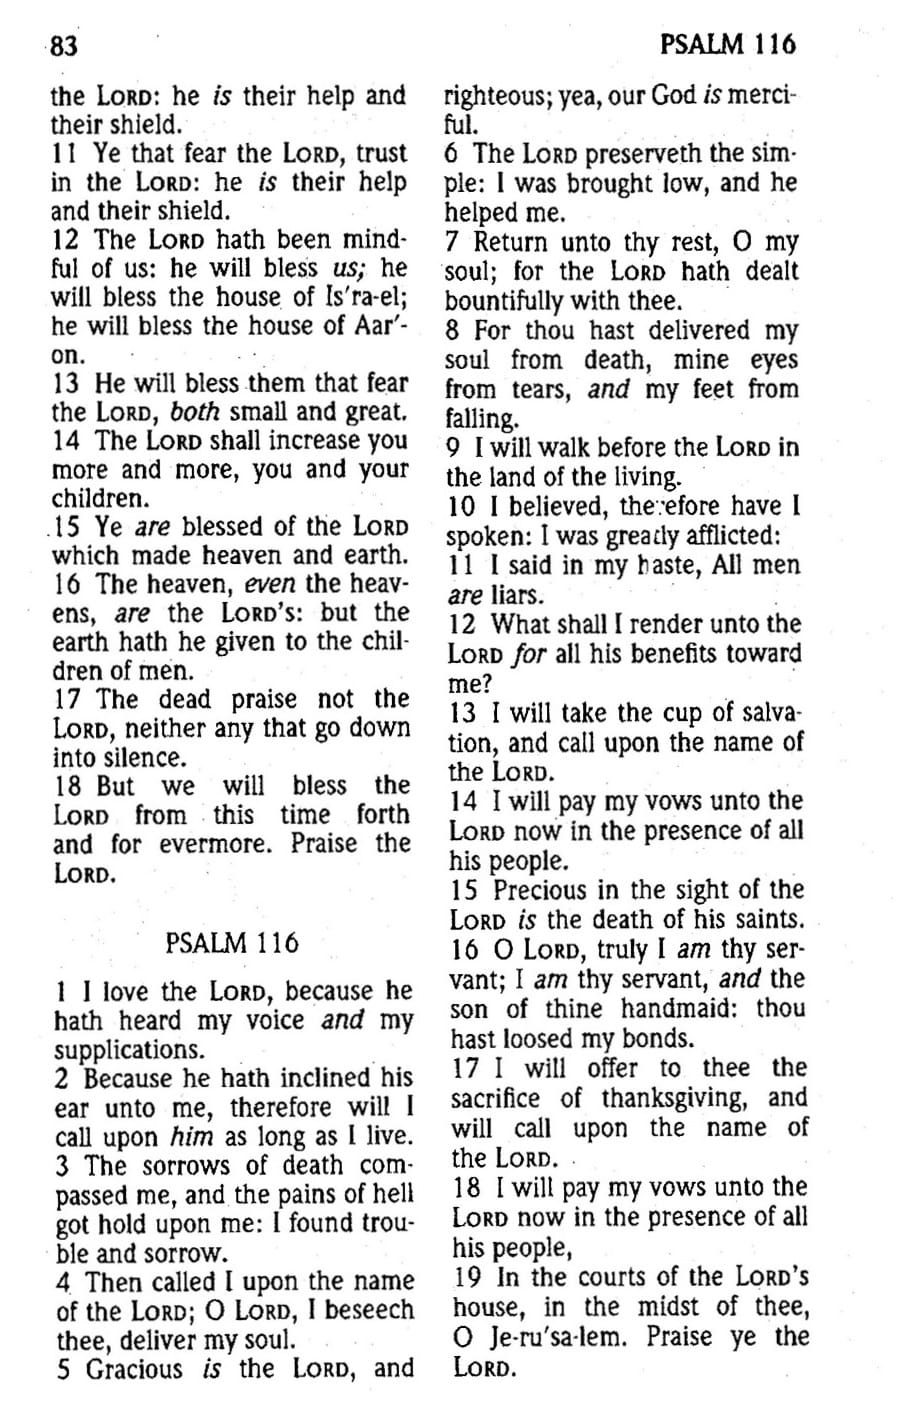 83
PSALM 116
the LORD: he is their help and
their shield.
11 Ye that fear the LORD, trust
in the LORD: he is their help
and their shield.
12 The LORD hath been mind-
ful of us: he will bless us; he
will bless the house of Is'ra-el;
he will bless the house of Aar'-
on.
13 He will bless them that fear
the LORD, both small and great.
14 The LORD shall increase you
more and more, you and your
children.
15 Ye are blessed of the LORD
which made heaven and earth.
16 The heaven, even the heav-
ens, are the LORD'S: but the
earth hath he given to the chil-
dren of men.
17 The dead praise not the
LORD, neither any that go down
into silence.
18 But we will bless the
LORD from this time forth
and for evermore. Praise the
LORD.
PSALM 116
1 I love the LORD, because he
hath heard my voice and my
supplications.
2 Because he hath inclined his
ear unto me, therefore will I
call upon him as long as I live.
3 The sorrows of death com-
passed me, and the pains of hell
got hold upon me: I found trou-
ble and sorrow.
4 Then called I upon the name
of the LORD; O LORD, I beseech
thee, deliver my soul.
5 Gracious is the LORD, and
righteous; yea, our God is merci-
ful.
6 The LORD preserveth the sim-
ple: I was brought low, and he
helped me.
7 Return unto thy rest, O my
soul; for the LORD hath dealt
bountifully with thee.
8 For thou hast delivered my
soul from death, mine eyes
from tears, and my feet from
falling.
9 I will walk before the LORD in
the land of the living.
10 I believed, therefore have I
spoken: I was greatly afflicted:
11 I said in my haste, All men
are liars.
12 What shall I render unto the
LORD for all his benefits toward
me?
13 I will take the cup of salva-
tion, and call upon the name of
the LORD.
14 I will pay my vows unto the
LORD now in the presence of all
his people.
15 Precious in the sight of the
LORD is the death of his saints.
16 O LORD, truly I am thy ser-
vant; I am thy servant, and the
son of thine handmaid: thou
hast loosed my bonds.
17 I will offer to thee the
sacrifice of thanksgiving, and
will call upon the name of
the LORD.
18 I will pay my vows unto the
LORD now in the presence of all
his people,
19 In the courts of the LORD'S
house, in the midst of thee,
O Je-ru'sa-lem. Praise ye the
LORD.